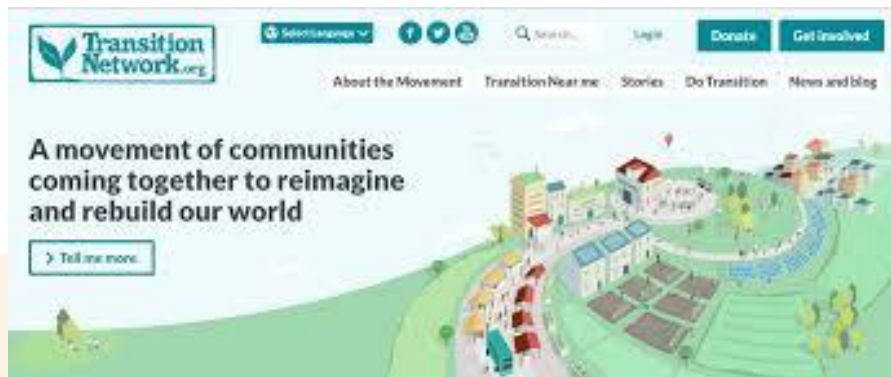 Transition
Network.org
Select Language
Search...
Login
Donate
Get involved
About the Movement
Transition Near me
Stories
Do Transition
News and blog
A movement of communities
coming together to reimagine
and rebuild our world
Tell me more